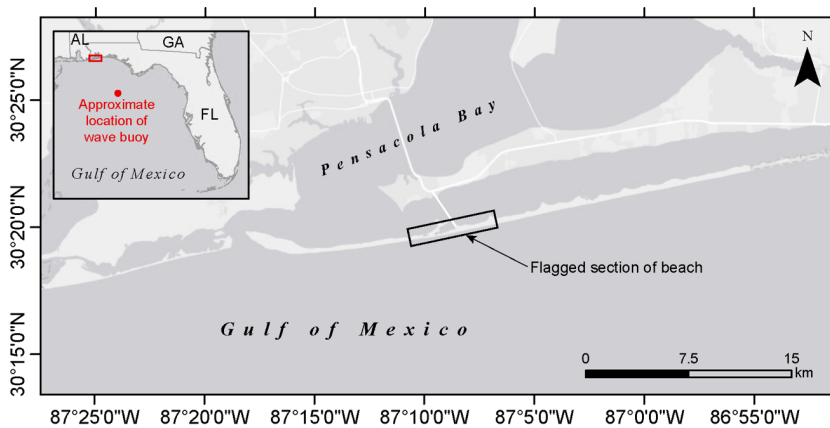 AL
GA
FL
Approximate
location of
wave buoy
Gulf of Mexico
N
Pensacola Bay
Flagged section of beach
Gulf of Mexico
0 7.5 15
km
30°25'0"N
30°20'0"N
30°15'0"N
87°25'0"W 87°20'0"W 87°15'0"W 87°10'0"W 87°5'0"W 87°0'0"W 86°55'0"W